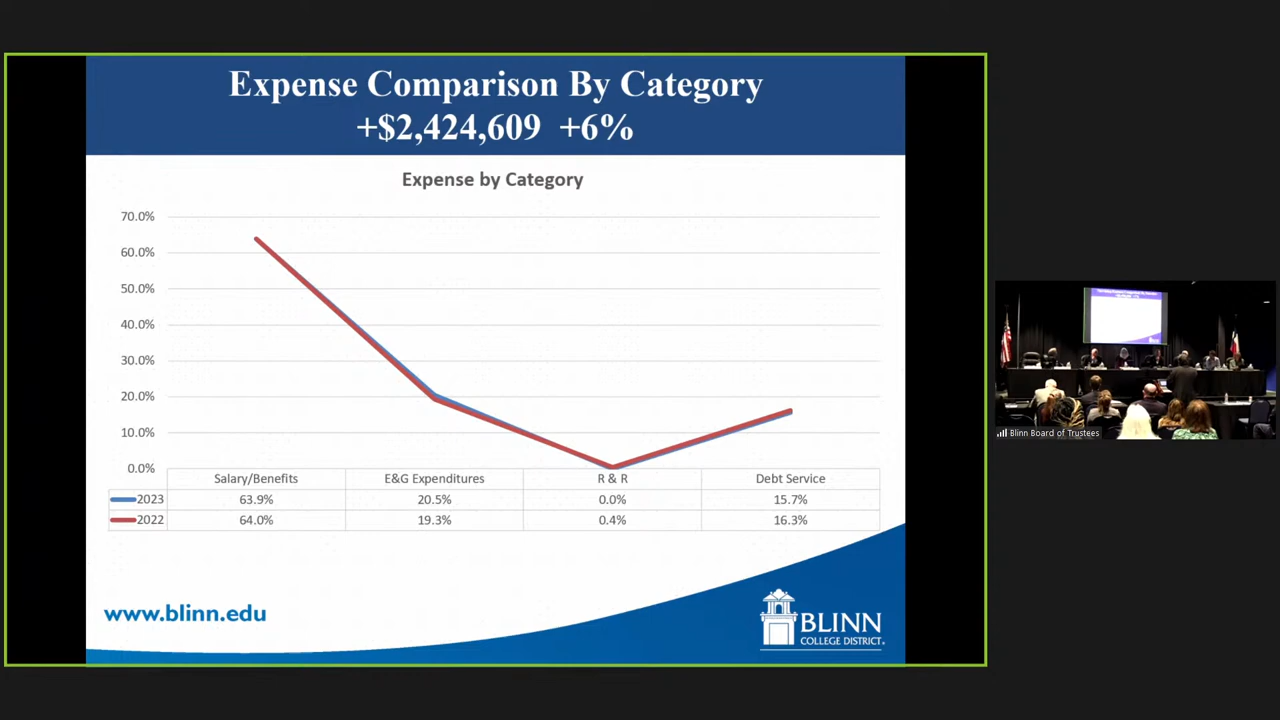 Expense Comparison By Category
+$2,424,609 +6%
Expense by Category
70.0%
60.0%
50.0%
40.0%
30.0%
20.0%
10.0%
0.0%
Salary/Benefits E&G Expenditures R & R Debt Service
2023 63.9% 20.5% 0.0% 15.7%
2022 64.0% 19.3% 0.4% 16.3%
www.blinn.edu
BLINN
COLLEGE DISTRICT
Blinn Board of Trustees